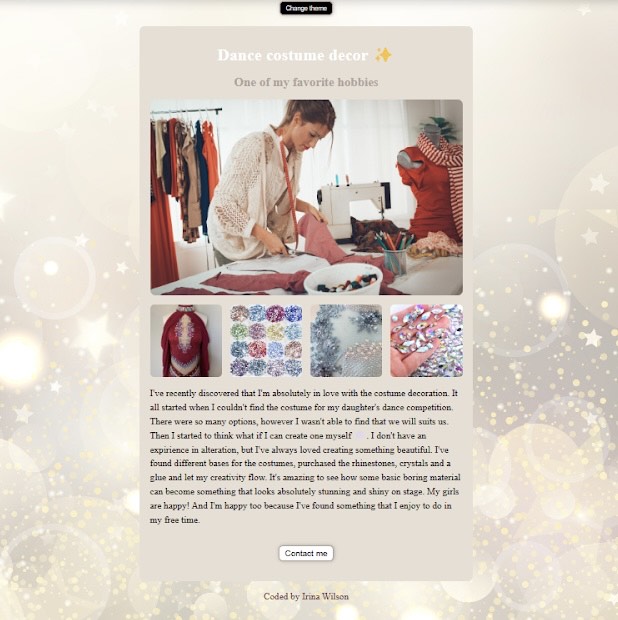 Change theme
Dance costume decor ✨
One of my favorite hobbies
I've recently discovered that I'm absolutely in love with the costume decoration. It
all started when I couldn't find the costume for my daughter's dance competition.
There were so many options, however I wasn't able to find that we will suits us.
Then I started to think what if I can create one myself . I don't have an
expirience in alteration, but I've always loved creating something beautiful. I've
found different bases for the costumes, purchased the rhinestones, crystals and a
glue and let my creativity flow. It's amazing to see how some basic boring material
can become something that looks absolutely stunning and shiny on stage. My girls
are happy! And I'm happy too because I've found something that I enjoy to do in
my free time.
Contact me
Coded by Irina Wilson